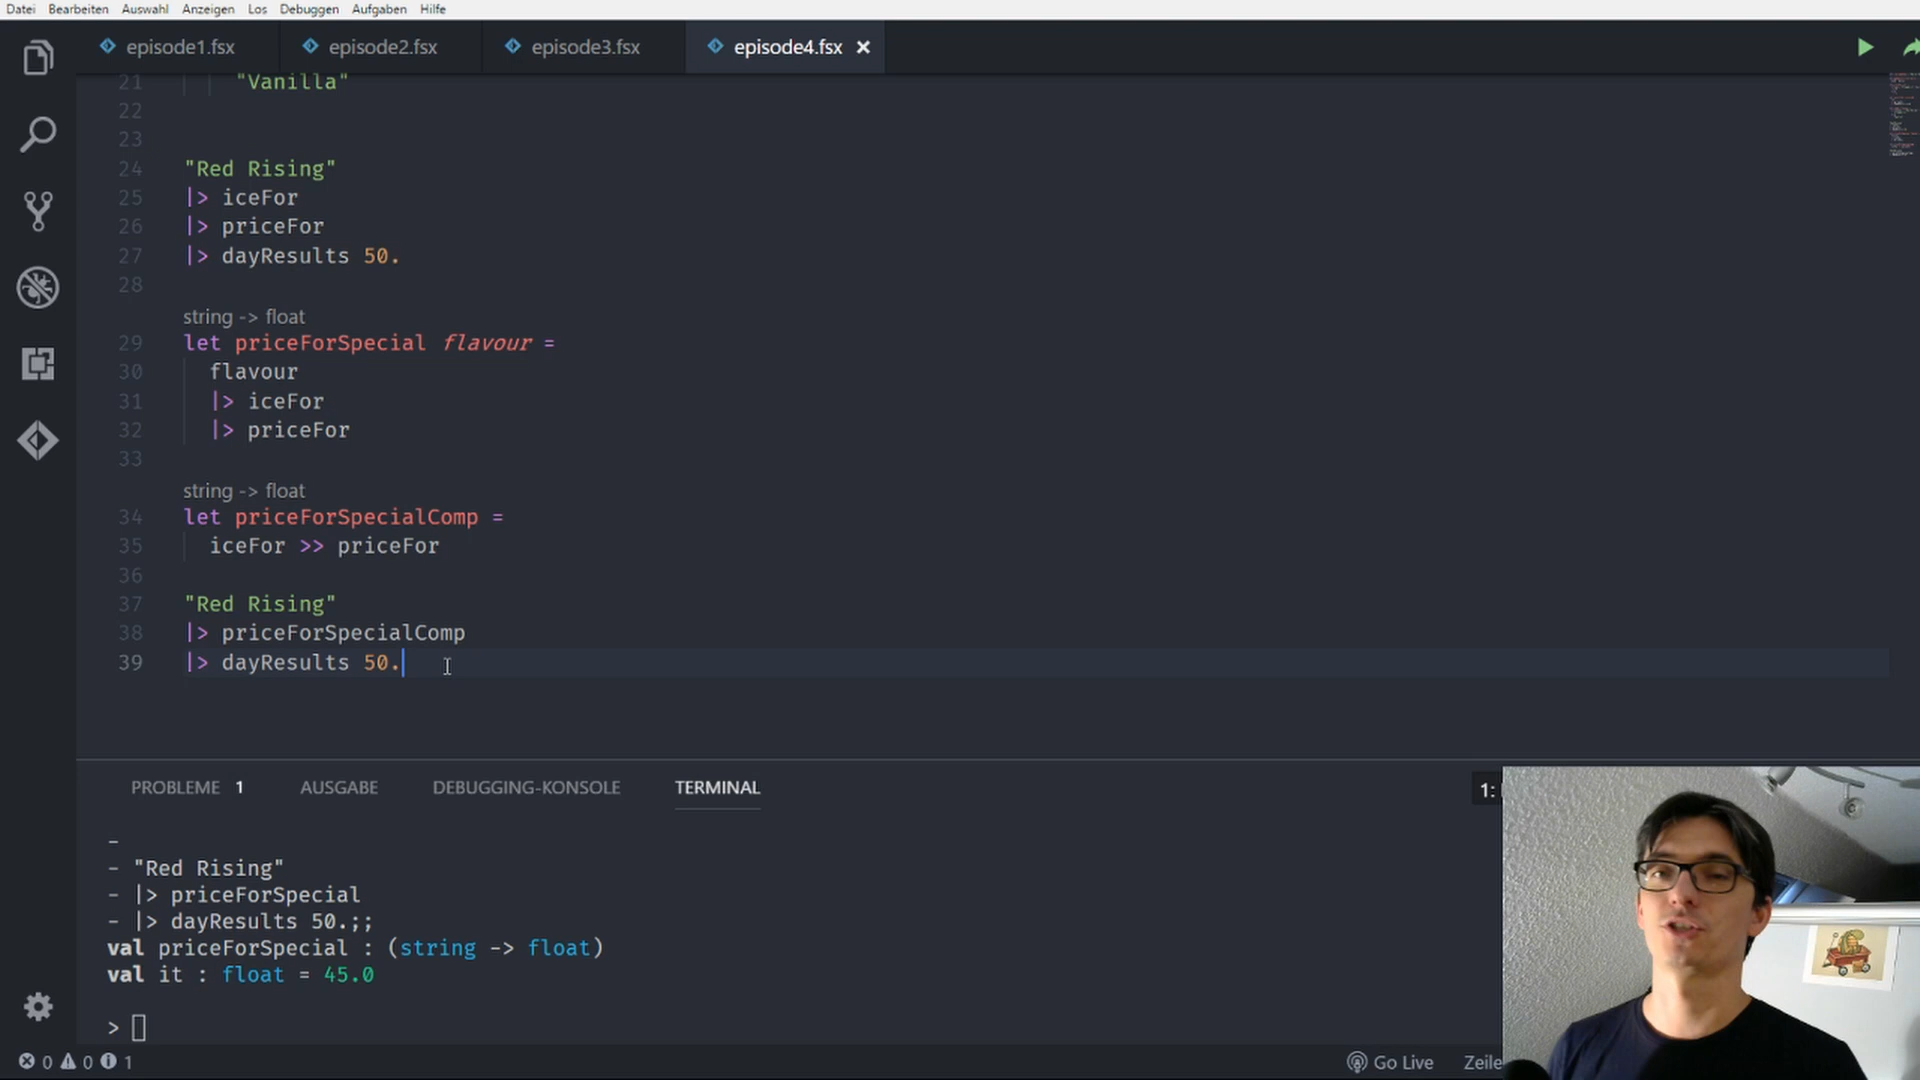 Datei Bearbeiten Auswahl Anzeigen Los Debuggen Aufgaben Hilfe
episode1.fsx episode2.fsx episode3.fsx episode4.fsx
21 "Vanilla"
22
23
24 "Red Rising"
25 |> iceFor
26 |> priceFor
27 |> dayResults 50.
28
string -> float
29 let priceForSpecial flavour =
30 flavour
31 |> iceFor
32 |> priceFor
33
string -> float
34 let priceForSpecialComp =
35 iceFor >> priceFor
36
37 "Red Rising"
38 |> priceForSpecialComp
39 |> dayResults 50.
PROBLEME 1 AUSGABE DEBUGGING-KONSOLE TERMINAL 1:
-
- "Red Rising"
- |> priceForSpecial
- |> dayResults 50.;;
val priceForSpecial : (string -> float)
val it : float = 45.0
>
0 0 1 Go Live Zeile